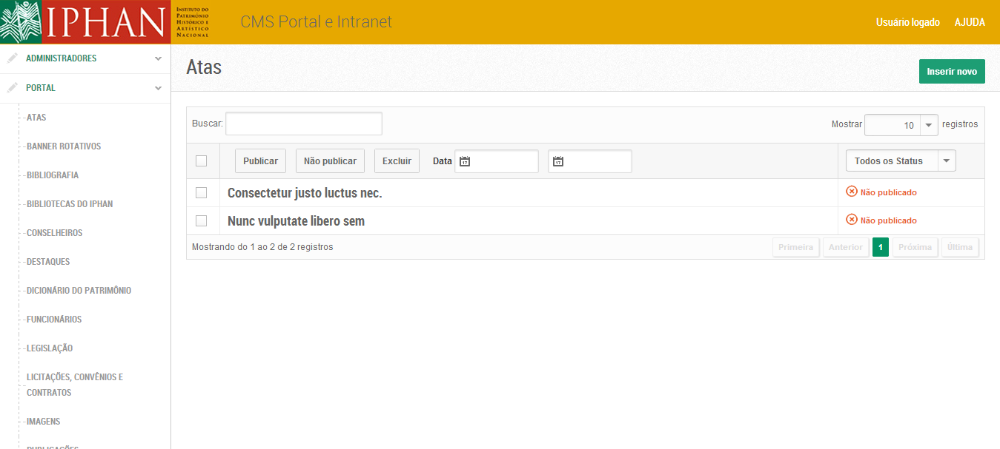 IPHAN
INSTITUTO DO
PATRIMÔNIO
HISTÓRICO E
ARTÍSTICO
NACIONAL
CMS Portal e Intranet
Usuário logado AJUDA
ADMINISTRADORES
PORTAL
ATAS
BANNER ROTATIVOS
BIBLIOGRAFIA
BIBLIOTECAS DO IPHAN
CONSELHEIROS
DESTAQUES
DICIONÁRIO DO PATRIMÔNIO
FUNCIONÁRIOS
LEGISLAÇÃO
LICITAÇÕES, CONVÊNIOS E
CONTRATOS
IMAGENS
PUBLICAÇÕES
Atas
Inserir novo
Buscar:
Mostrar 10 registros
Publicar Não publicar Excluir Data 17 17 Todos os Status
Consectetur justo luctus nec. Não publicado
Nunc vulputate libero sem Não publicado
Mostrando do 1 ao 2 de 2 registros Primeira Anterior 1 Próxima Última